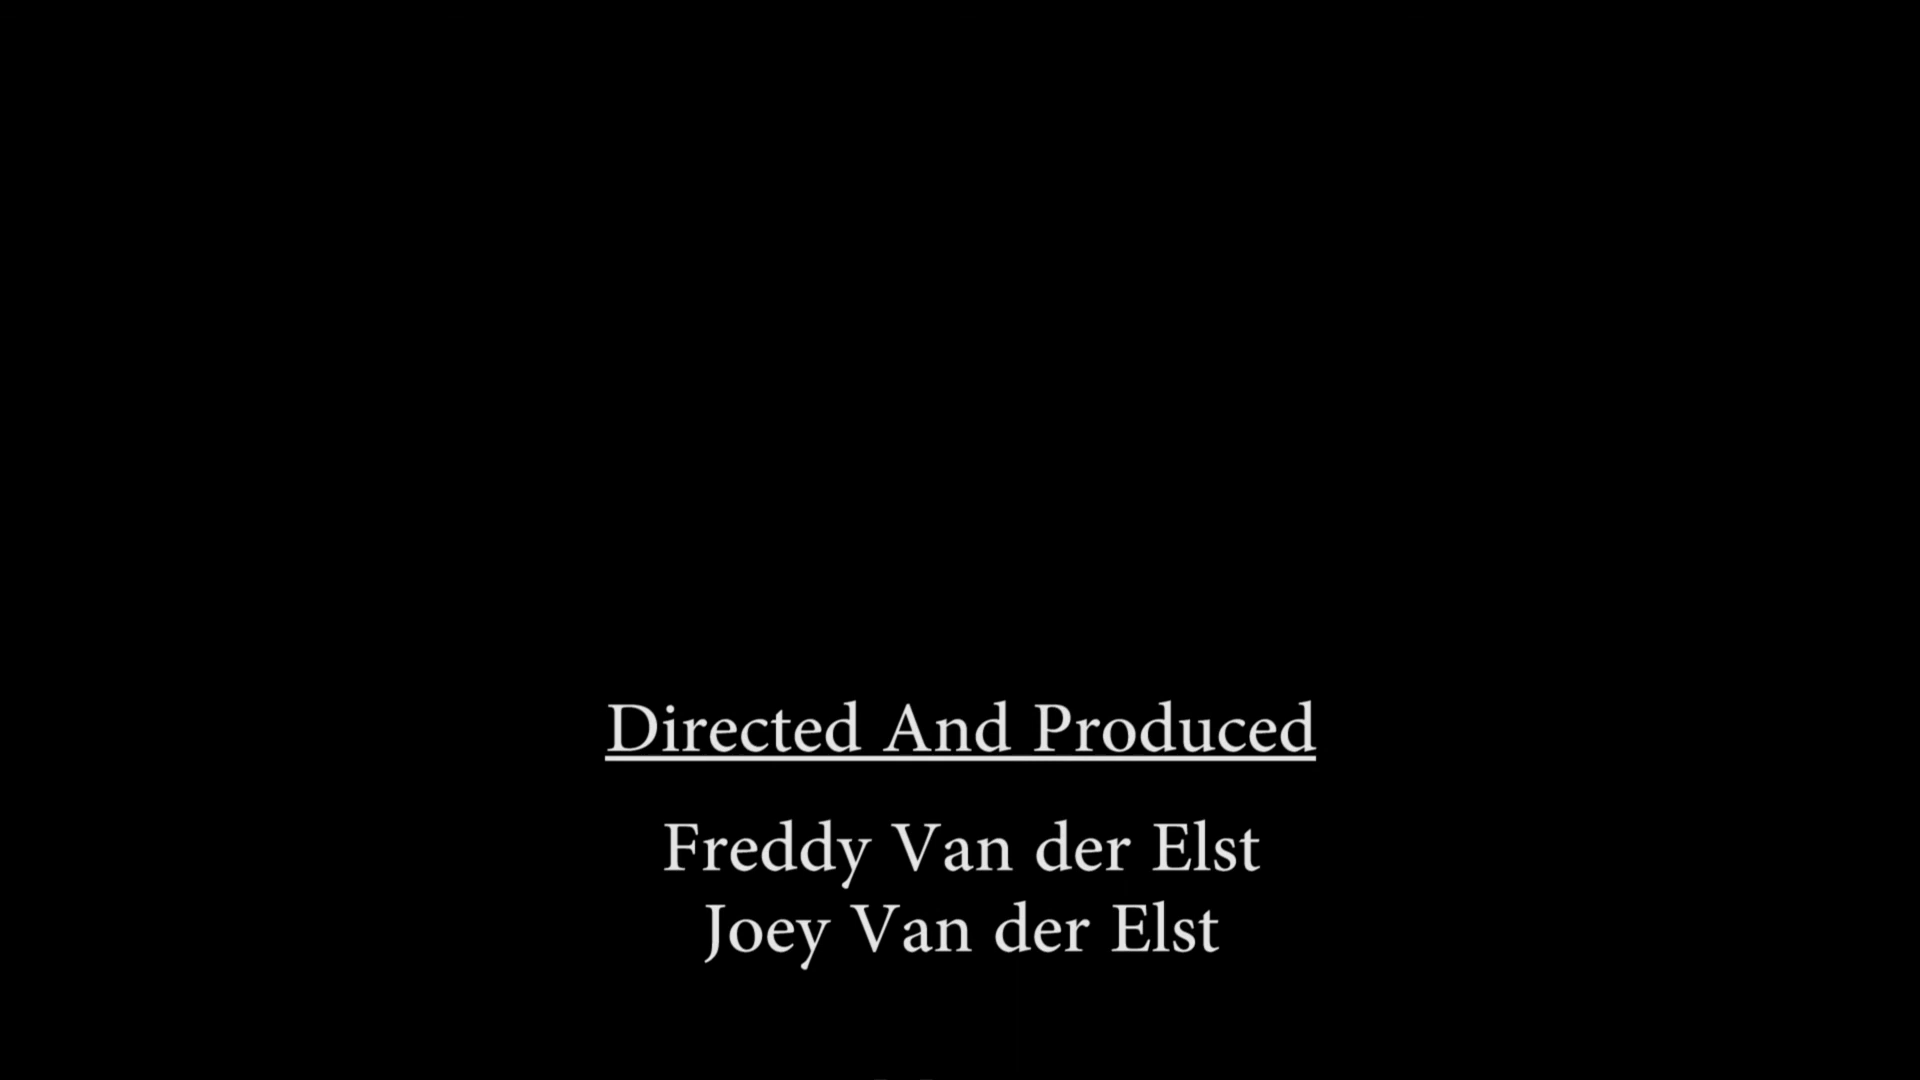 Directed And Produced
Freddy Van der Elst
Joey Van der Elst